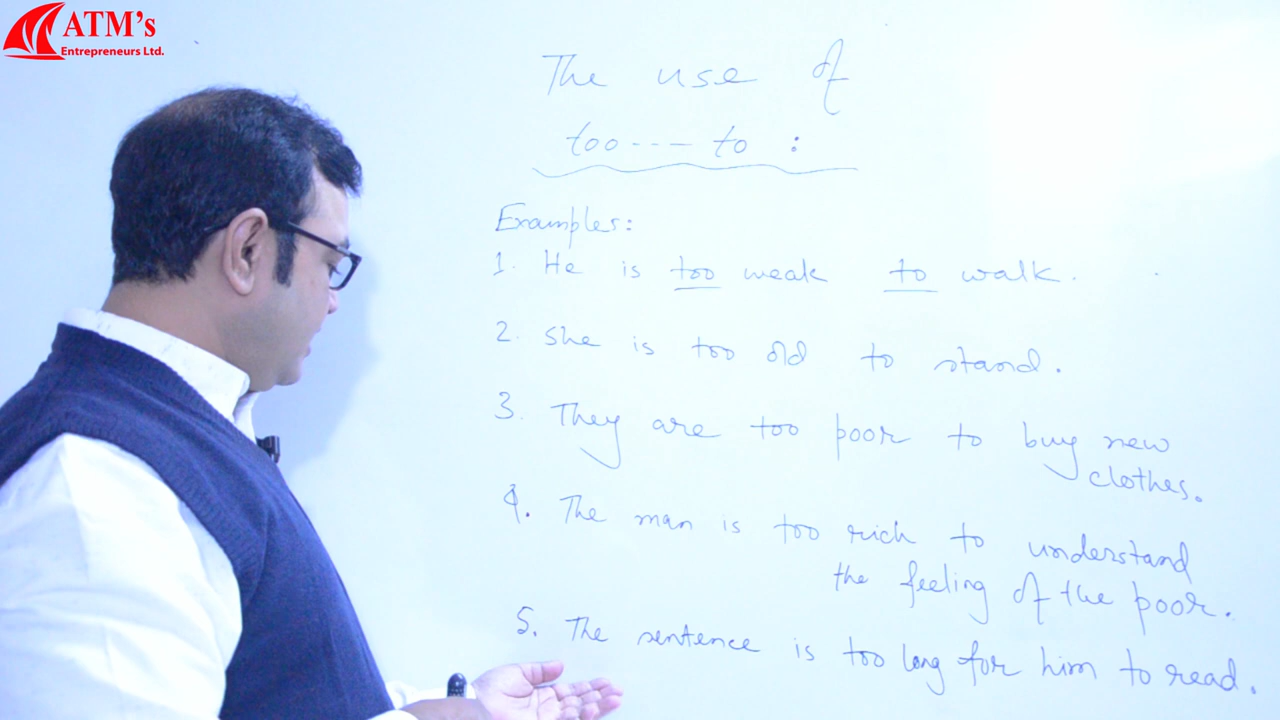 ATM's
Entrepreneurs Ltd.
The use of
too --- to :
Examples:
1. He is too weak to walk.
2. She is too old to stand.
3. They are too poor to buy new
clothes.
4. The man is too rich to understand
the feeling of the poor.
5. The sentence is too long for him to read.